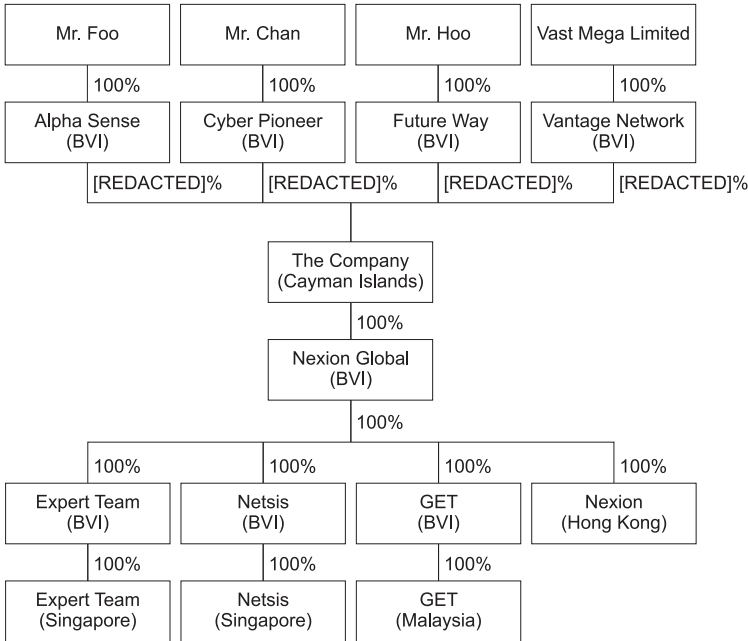 Mr. Foo
Mr. Chan
Mr. Hoo
Vast Mega Limited
100%
100%
100%
100%
Alpha Sense
(BVI)
Cyber Pioneer
(BVI)
Future Way
(BVI)
Vantage Network
(BVI)
[REDACTED]%
[REDACTED]%
[REDACTED]%
[REDACTED]%
The Company
(Cayman Islands)
100%
Nexion Global
(BVI)
100%
100%
100%
100%
100%
Expert Team
(BVI)
Netsis
(BVI)
GET
(BVI)
Nexion
(Hong Kong)
100%
100%
100%
Expert Team
(Singapore)
Netsis
(Singapore)
GET
(Malaysia)